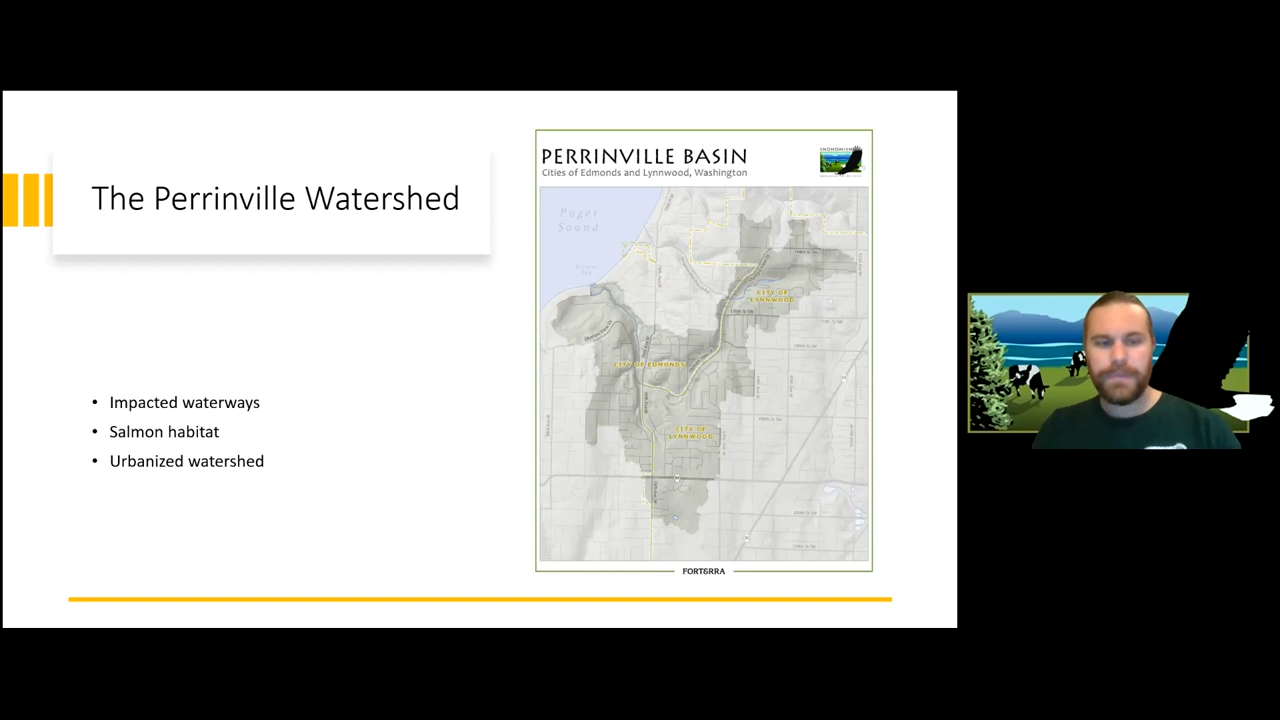 The Perrinville Watershed
• Impacted waterways
• Salmon habitat
• Urbanized watershed
PERRINVILLE BASIN
Cities of Edmonds and Lynnwood, Washington
Puget
Sound
CITY OF
LYNNWOOD
CITY OF EDMONDS
CITY OF
LYNNWOOD
FORTERRA